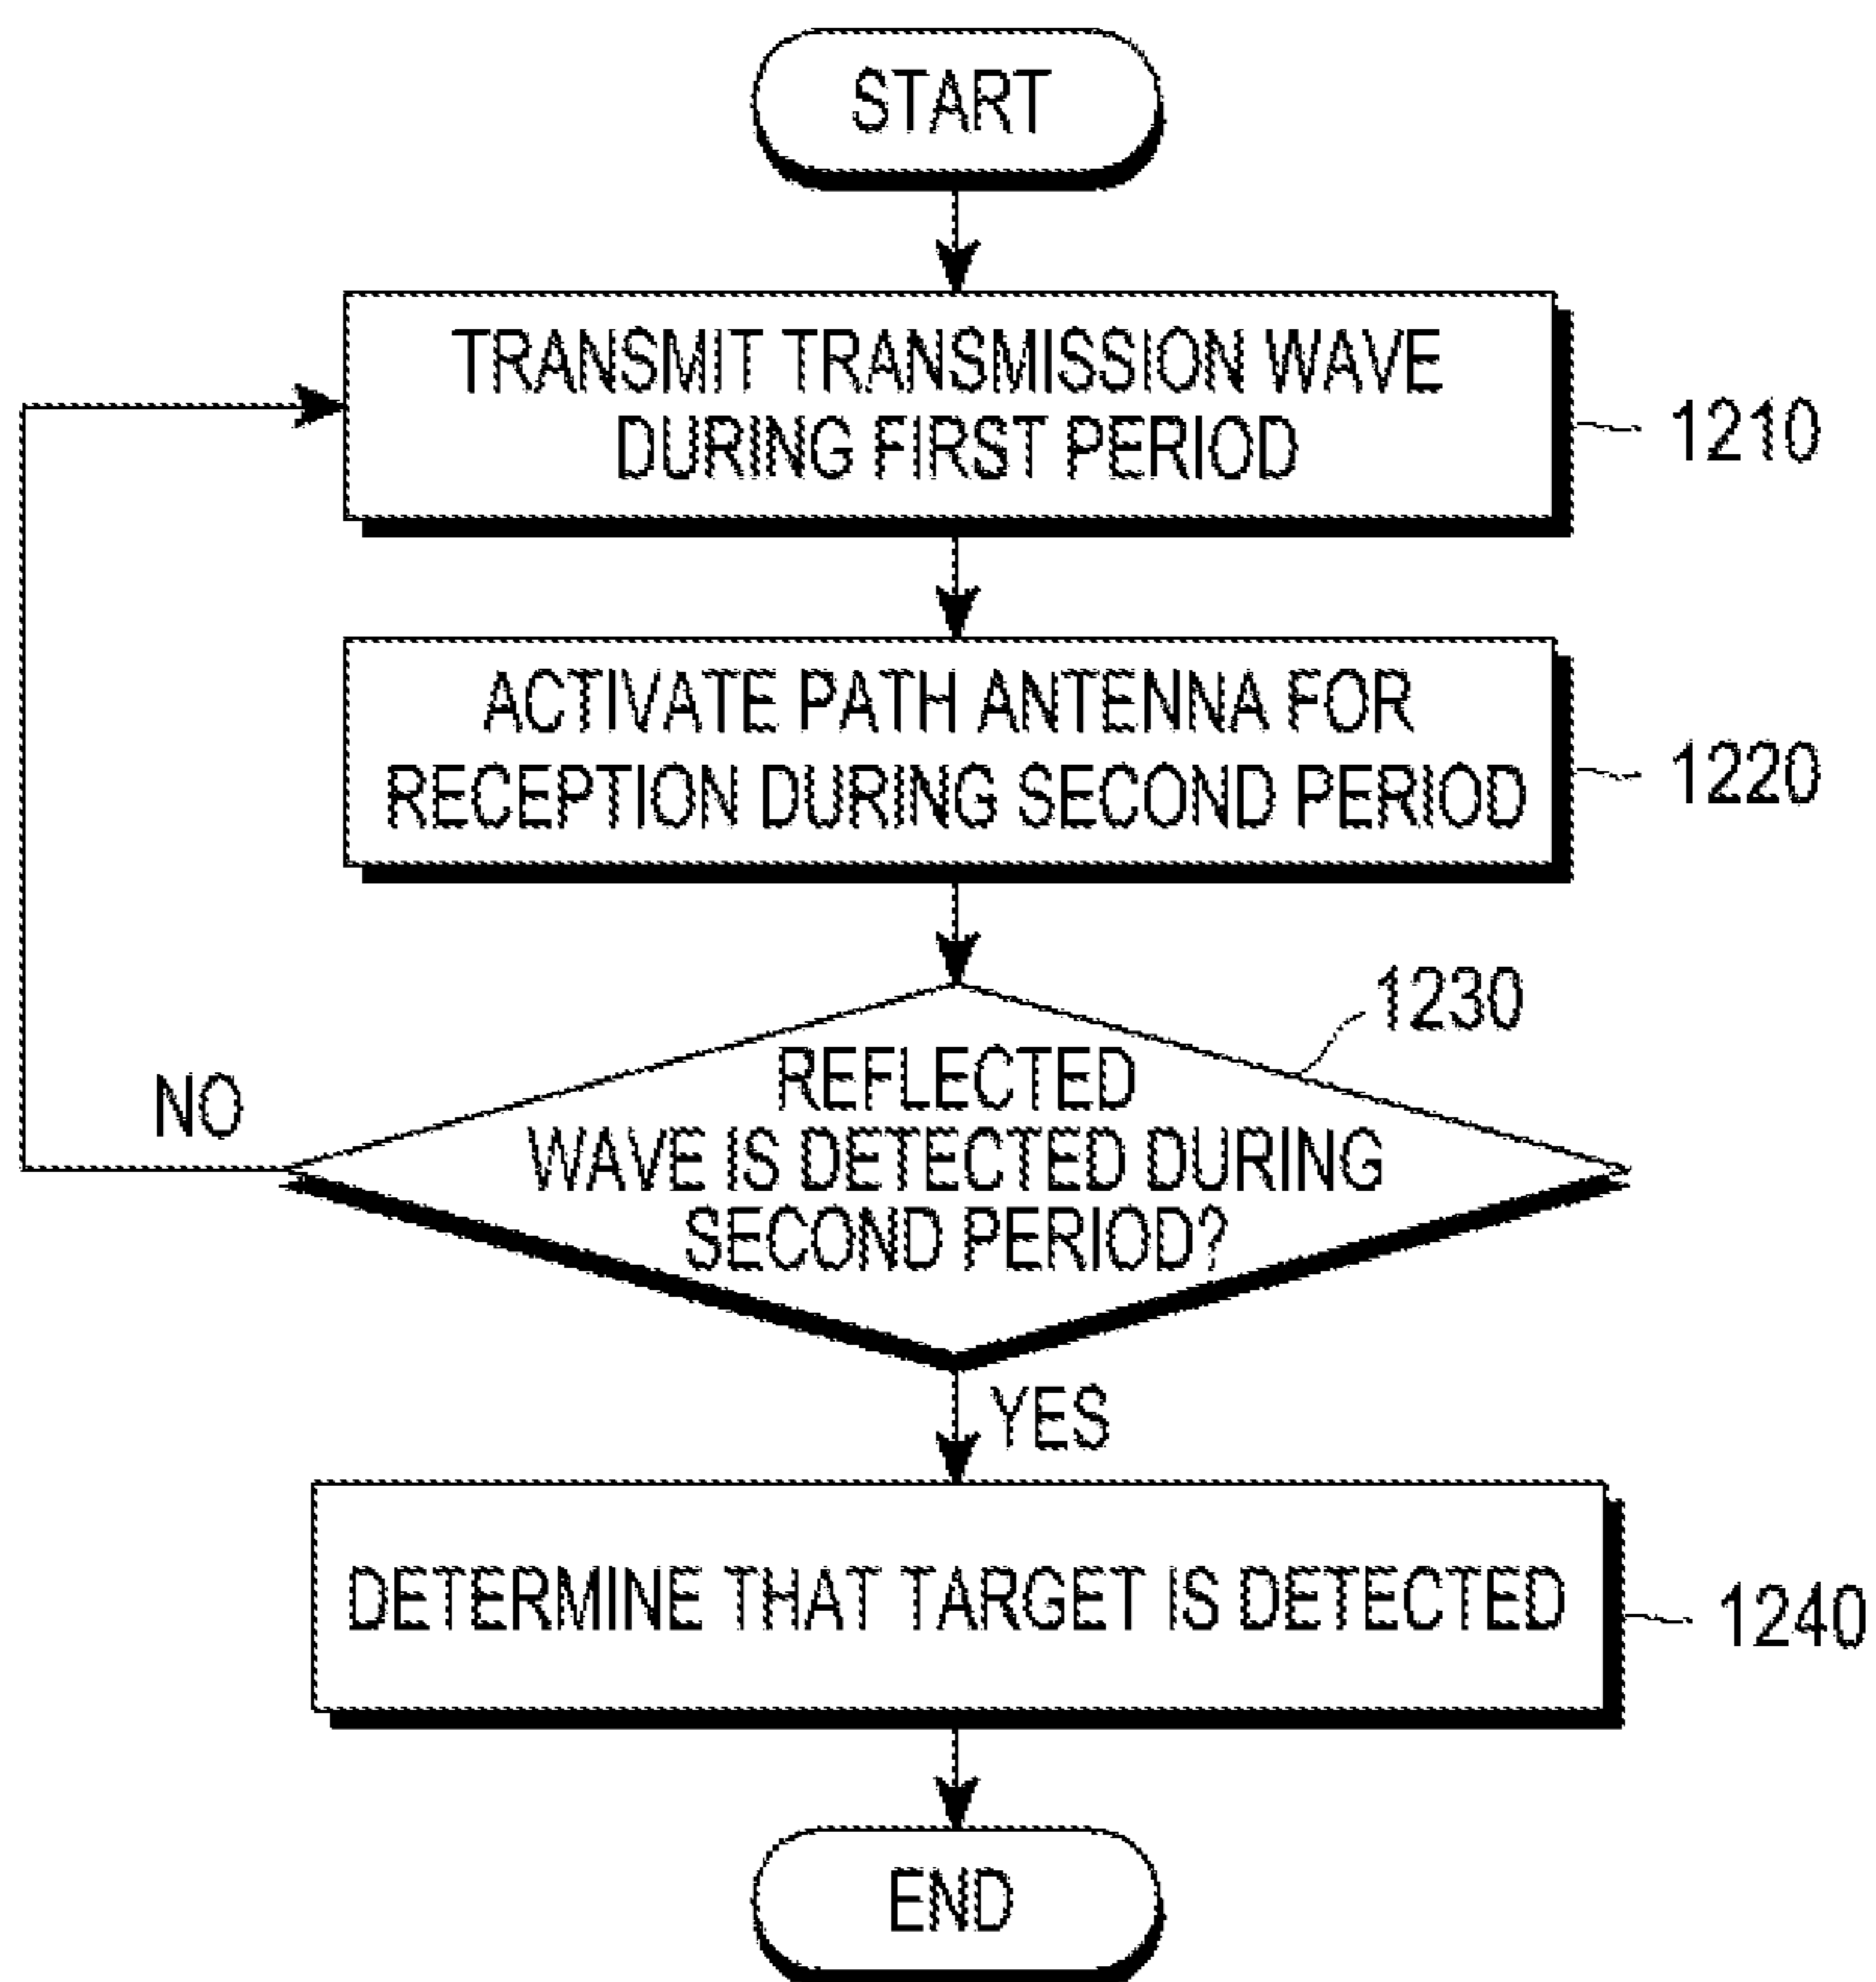 START
TRANSMIT TRANSMISSION WAVE
DURING FIRST PERIOD
1210
ACTIVATE PATH ANTENNA FOR
RECEPTION DURING SECOND PERIOD
1220
1230
REFLECTED
WAVE IS DETECTED DURING
SECOND PERIOD?
NO
YES
DETERMINE THAT TARGET IS DETECTED
1240
END